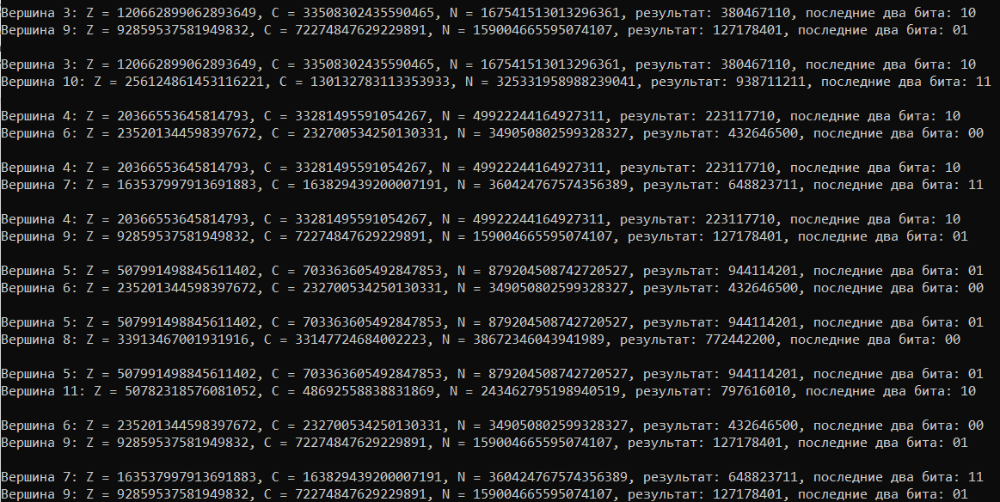 Вершина 3: Z = 120662899062893649, C = 33508302435590465, N = 167541513013296361, результат: 380467110, последние два бита: 10
Вершина 9: Z = 92859537581949832, C = 72274847629229891, N = 159004665595074107, результат: 127178401, последние два бита: 01
Вершина 3: Z = 120662899062893649, C = 33508302435590465, N = 167541513013296361, результат: 380467110, последние два бита: 10
Вершина 10: Z = 256124861453116221, C = 130132783113353933, N = 325331958988239041, результат: 938711211, последние два бита: 11
Вершина 4: Z = 20366553645814793, C = 33281495591054267, N = 49922244164927311, результат: 223117710, последние два бита: 10
Вершина 6: Z = 235201344598397672, C = 232700534250130331, N = 349050802599328327, результат: 432646500, последние два бита: 00
Вершина 4: Z = 20366553645814793, C = 33281495591054267, N = 49922244164927311, результат: 223117710, последние два бита: 10
Вершина 7: Z = 163537997913691883, C = 163829439200007191, N = 360424767574356389, результат: 648823711, последние два бита: 11
Вершина 4: Z = 20366553645814793, C = 33281495591054267, N = 49922244164927311, результат: 223117710, последние два бита: 10
Вершина 9: Z = 92859537581949832, C = 72274847629229891, N = 159004665595074107, результат: 127178401, последние два бита: 01
Вершина 5: Z = 507991498845611402, C = 703363605492847853, N = 879204508742720527, результат: 944114201, последние два бита: 01
Вершина 6: Z = 235201344598397672, C = 232700534250130331, N = 349050802599328327, результат: 432646500, последние два бита: 00
Вершина 5: Z = 507991498845611402, C = 703363605492847853, N = 879204508742720527, результат: 944114201, последние два бита: 01
Вершина 8: Z = 33913467001931916, C = 33147724684002223, N = 38672346043941989, результат: 772442200, последние два бита: 00
Вершина 5: Z = 507991498845611402, C = 703363605492847853, N = 879204508742720527, результат: 944114201, последние два бита: 01
Вершина 11: Z = 50782318576081052, C = 48692558838831869, N = 243462795198940519, результат: 797616010, последние два бита: 10
Вершина 6: Z = 235201344598397672, C = 232700534250130331, N = 349050802599328327, результат: 432646500, последние два бита: 00
Вершина 9: Z = 92859537581949832, C = 72274847629229891, N = 159004665595074107, результат: 127178401, последние два бита: 01
Вершина 7: Z = 163537997913691883, C = 163829439200007191, N = 360424767574356389, результат: 648823711, последние два бита: 11
Вершина 9: Z = 92859537581949832, C = 72274847629229891, N = 159004665595074107, результат: 127178401, последние два бита: 01